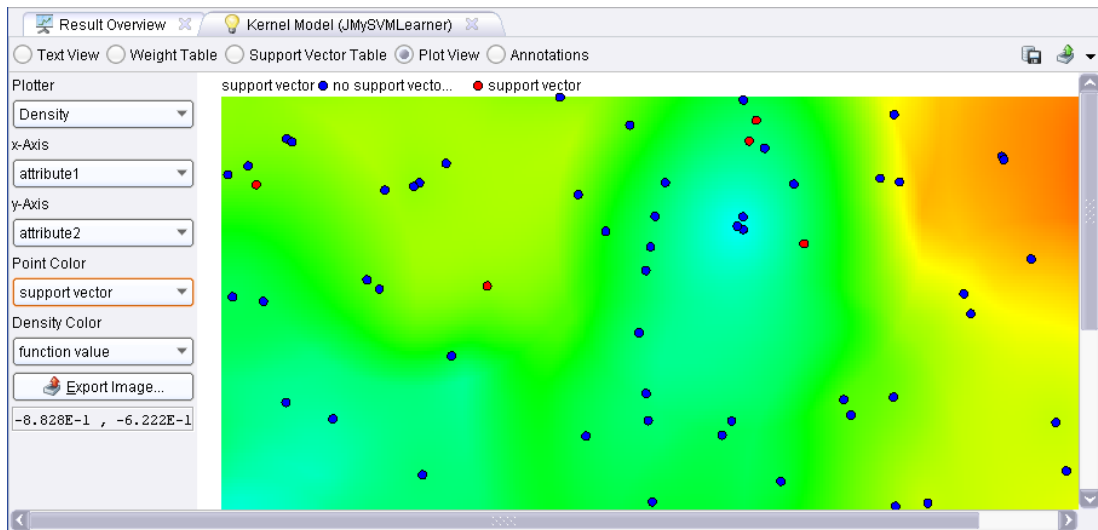 Result Overview Kernel Model (JMySVMLearner)
Text View Weight Table Support Vector Table Plot View Annotations
Plotter
Density
x-Axis
attribute1
y-Axis
attribute2
Point Color
support vector
Density Color
function value
Export Image...
-8.828E-1 , -6.222E-1
support vector no support vecto... support vector